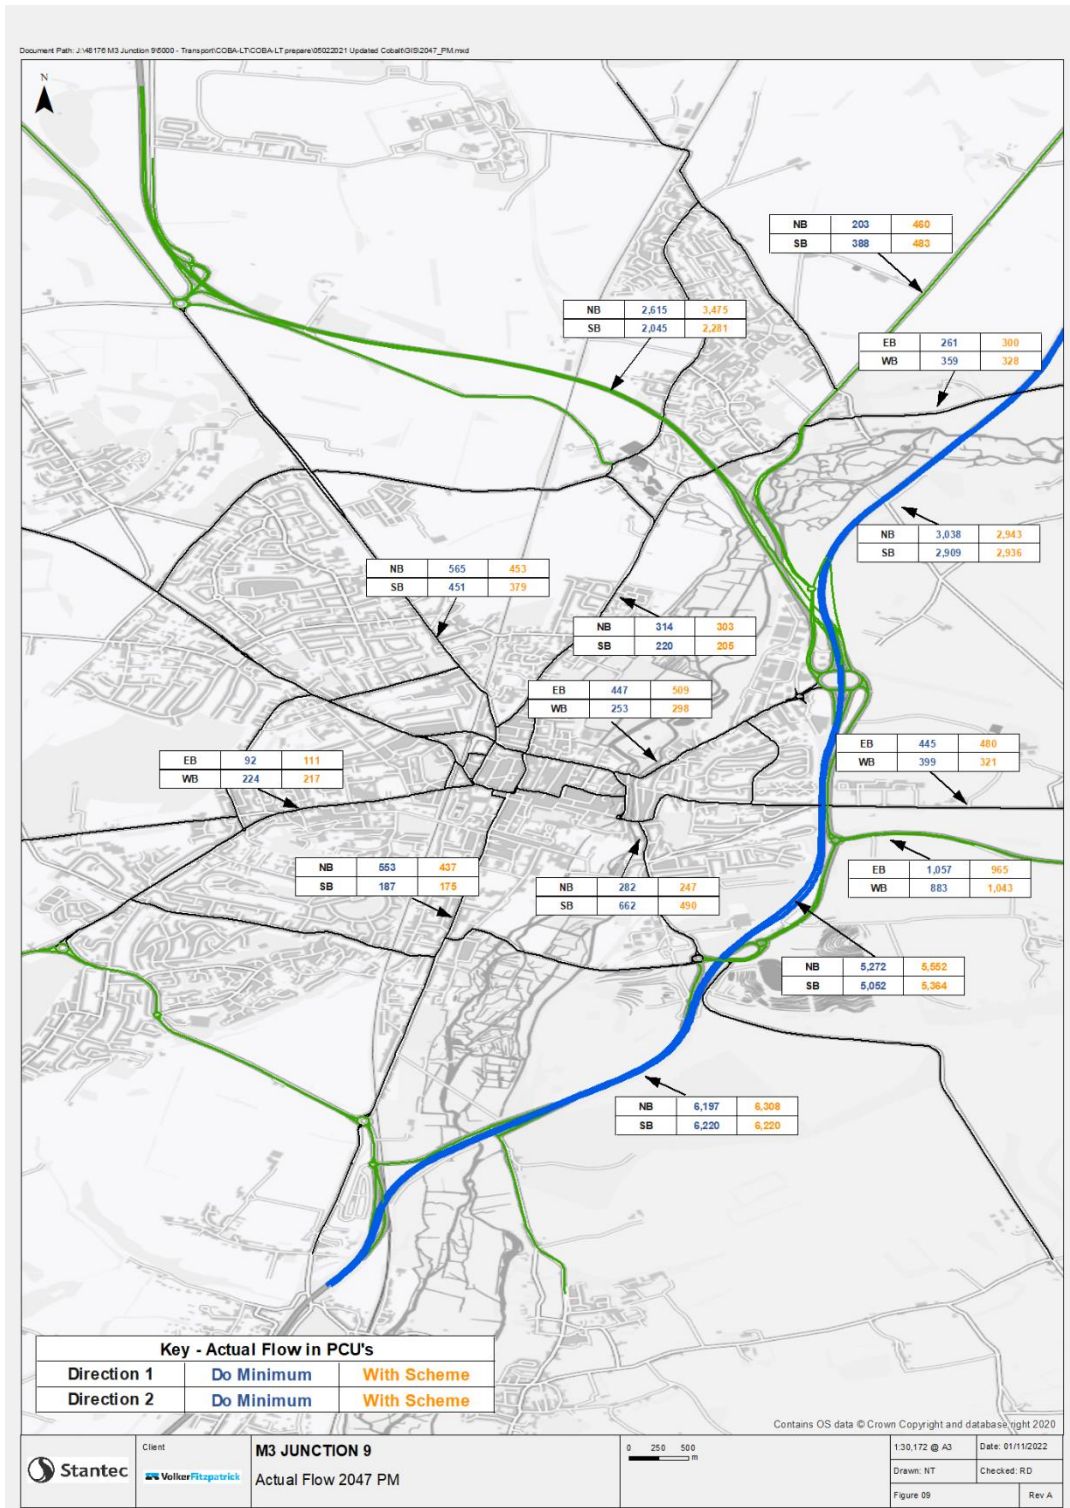 Document Path: J:\48176 M3 Junction 9\5000 - Transport\COBA-LT\COBA-LT prepare\05022021 Updated Cobalt\GIS\2047_PM.mxd
N
NB 203 460
SB 388 483
NB 2,615 3,475
SB 2,045 2,281
EB 261 300
WB 359 328
NB 3,038 2,943
SB 2,909 2,936
NB 565 453
SB 451 379
NB 314 303
SB 220 205
EB 447 509
WB 253 298
EB 445 480
WB 399 321
EB 92 111
WB 224 217
NB 553 437
SB 187 175
NB 282 247
SB 662 490
EB 1,057 965
WB 883 1,043
NB 5,272 5,552
SB 5,052 5,364
NB 6,197 6,308
SB 6,220 6,220
Key - Actual Flow in PCU's
Direction 1 Do Minimum With Scheme
Direction 2 Do Minimum With Scheme
Contains OS data © Crown Copyright and database right 2020
Stantec
Client
VolkerFitzpatrick
M3 JUNCTION 9
Actual Flow 2047 PM
0 250 500
m
1:30,172 @ A3 Date: 01/11/2022
Drawn: NT Checked: RD
Figure 09 Rev A